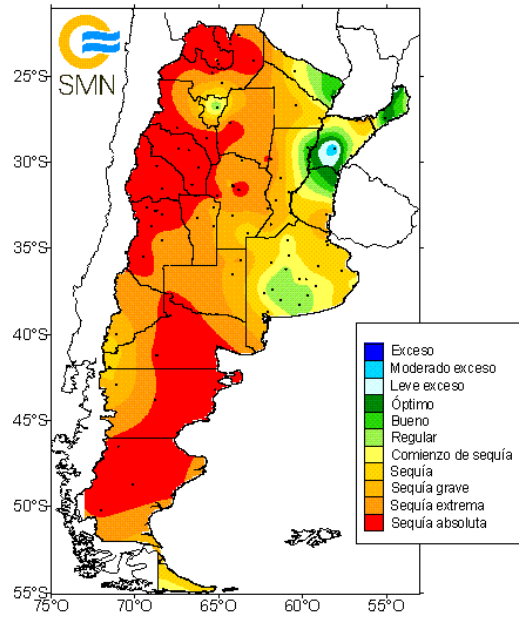 SMN
25°S
30°S
35°S
40°S
45°S
50°S
55°S
75°O
70°O
65°O
60°O
55°O
Exceso
Moderado exceso
Leve exceso
Óptimo
Bueno
Regular
Comienzo de sequía
Sequía
Sequía grave
Sequía extrema
Sequía absoluta